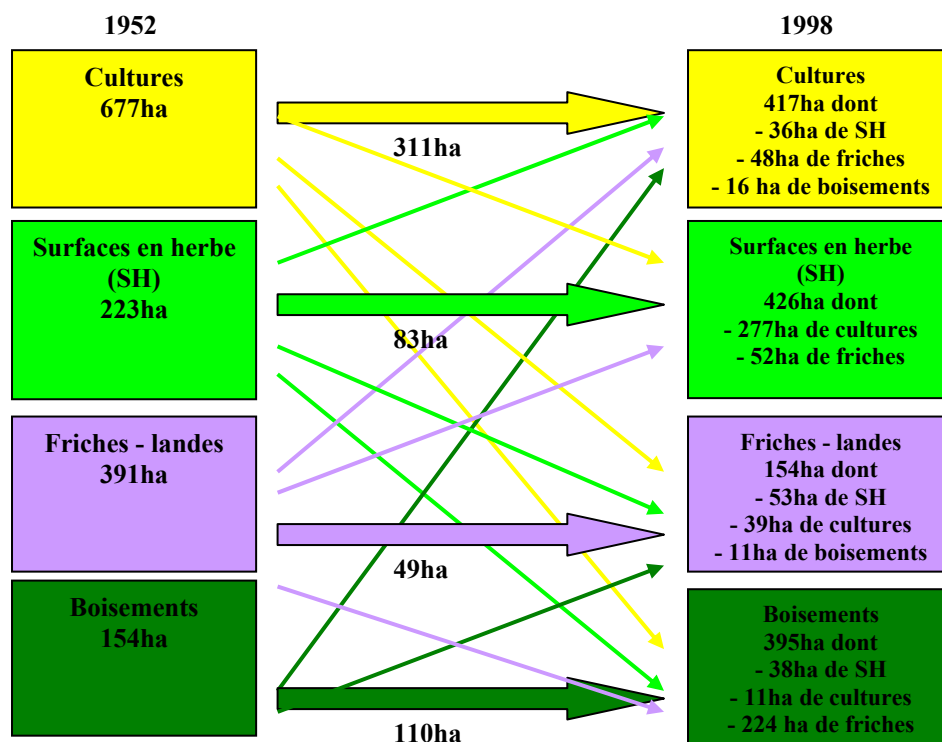 1952
Cultures
677ha
Surfaces en herbe
(SH)
223ha
Friches - landes
391ha
Boisements
154ha
311ha
83ha
49ha
110ha
1998
Cultures
417ha dont
- 36ha de SH
- 48ha de friches
- 16 ha de boisements
Surfaces en herbe
(SH)
426ha dont
- 277ha de cultures
- 52ha de friches
Friches - landes
154ha dont
- 53ha de SH
- 39ha de cultures
- 11ha de boisements
Boisements
395ha dont
- 38ha de SH
- 11ha de cultures
- 224 ha de friches